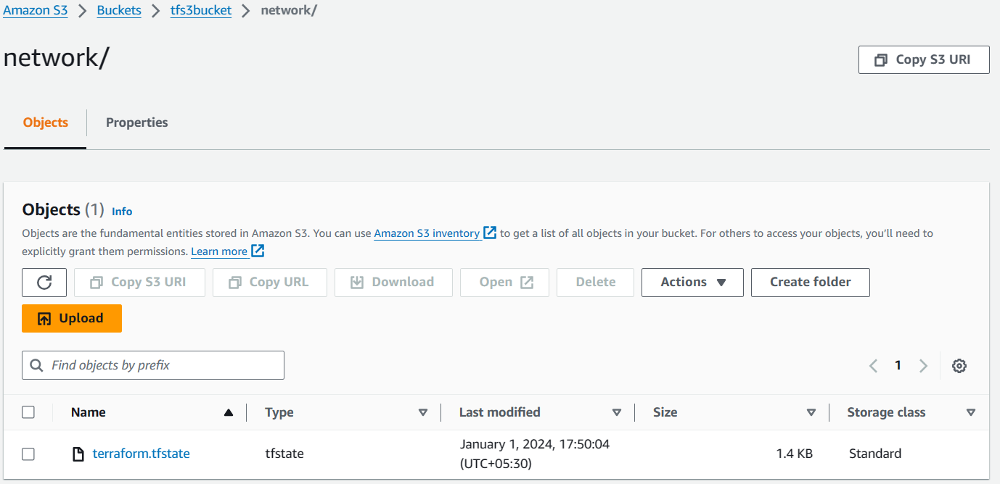 Amazon S3 > Buckets > tfs3bucket > network/
network/
Copy S3 URI
Objects Properties
Objects (1) Info
Objects are the fundamental entities stored in Amazon S3. You can use Amazon S3 inventory to get a list of all objects in your bucket. For others to access your objects, you’ll need to
explicitly grant them permissions. Learn more
Copy S3 URI Copy URL Download Open Delete Actions Create folder
Upload
Find objects by prefix
1
Name Type Last modified Size Storage class
terraform.tfstate tfstate January 1, 2024, 17:50:04 (UTC+05:30) 1.4 KB Standard